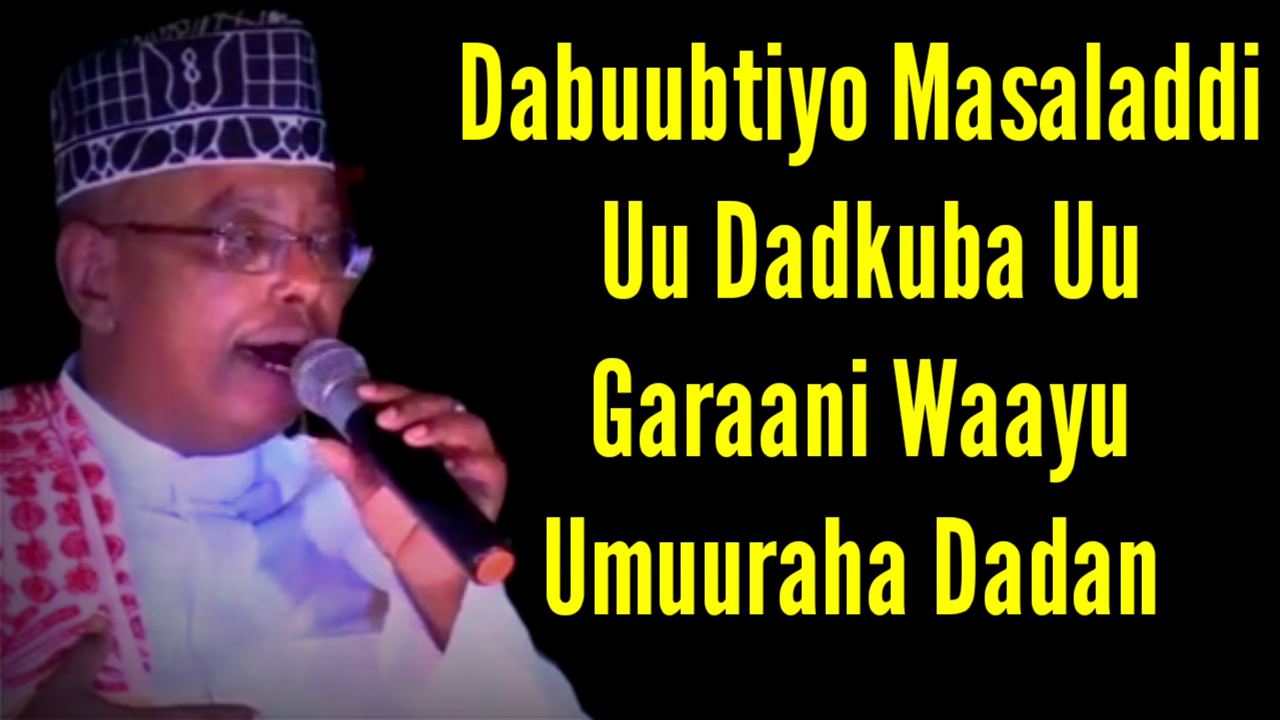 Dabuubtiyo Masaladdi
Uu Dadkuba Uu
Garaani Waayu
Umuuraha Dadan